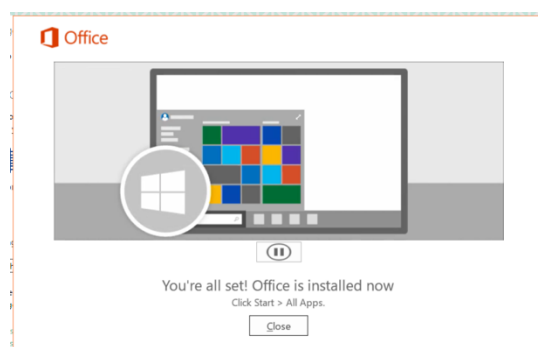 Office
You're all set! Office is installed now
Click Start > All Apps.
Close